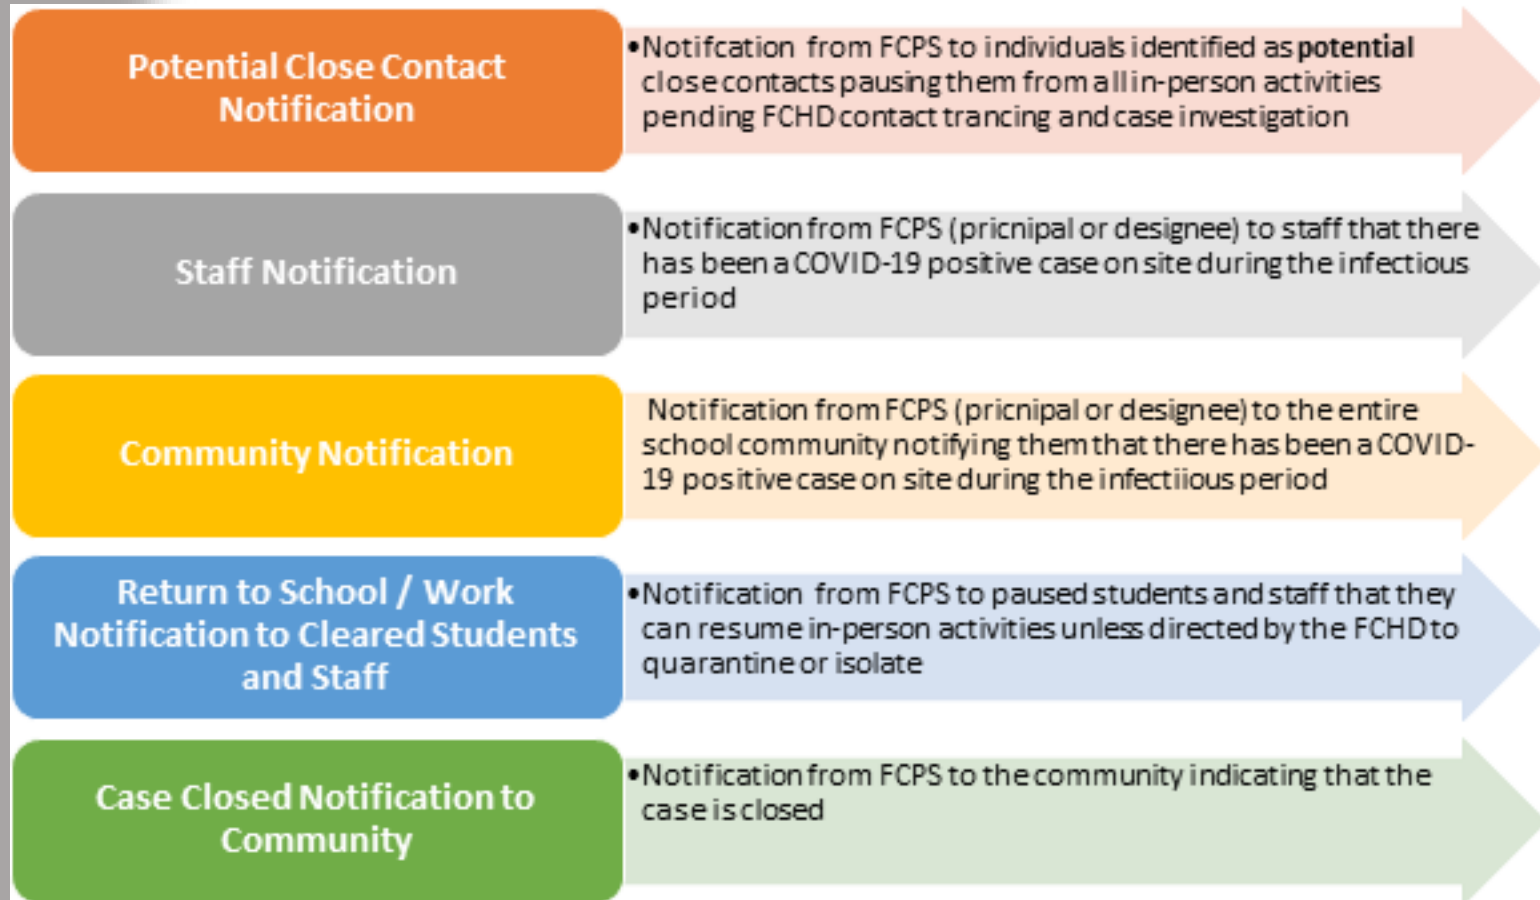 Potential Close Contact
Notification
•Notifcation from FCPS to individuals identified as potential
close contacts pausing them from all in-person activities
pending FCHD contact trancing and case investigation
Staff Notification
•Notification from FCPS (pricnipal or designee) to staff that there
has been a COVID-19 positive case on site during the infectious
period
Community Notification
Notification from FCPS (pricnipal or designee) to the entire
school community notifying them that there has been a COVID-
19 positive case on site during the infectiious period
Return to School / Work
Notification to Cleared Students
and Staff
•Notification from FCPS to paused students and staff that they
can resume in-person activities unless directed by the FCHD to
quarantine or isolate
Case Closed Notification to
Community
•Notification from FCPS to the community indicating that the
case is closed